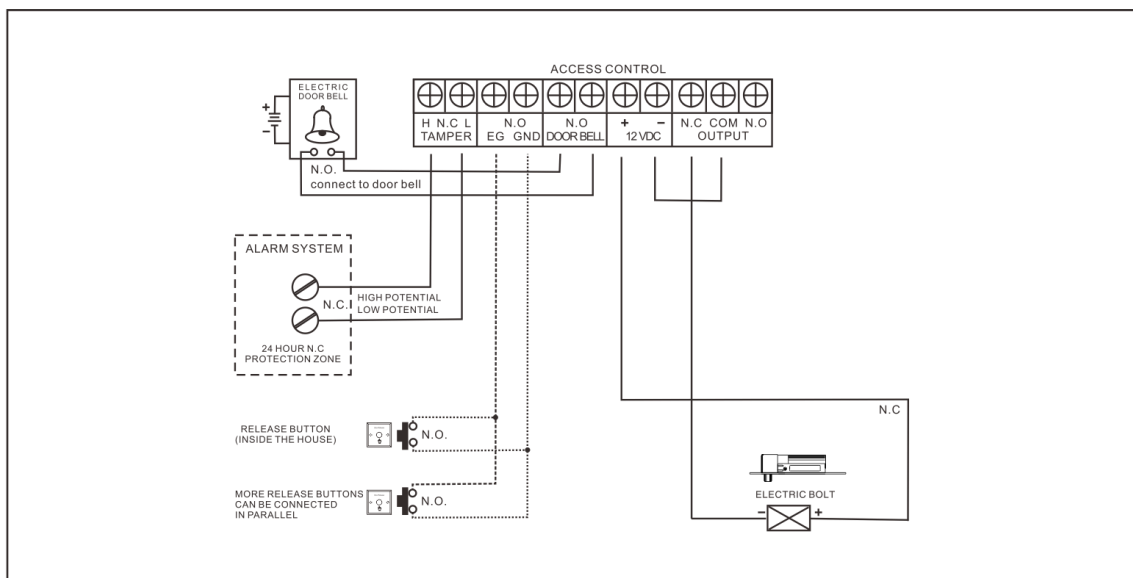 ACCESS CONTROL
ELECTRIC
DOOR BELL
+
−
H N.C L
TAMPER
N.O
EG GND
N.O
DOOR BELL
+ −
12 VDC
N.C COM N.O
OUTPUT
N.O.
connect to door bell
ALARM SYSTEM
N.C.
HIGH POTENTIAL
LOW POTENTIAL
24 HOUR N.C
PROTECTION ZONE
RELEASE BUTTON
(INSIDE THE HOUSE)
N.O.
MORE RELEASE BUTTONS
CAN BE CONNECTED
IN PARALLEL
N.O.
N.C
ELECTRIC BOLT
− +